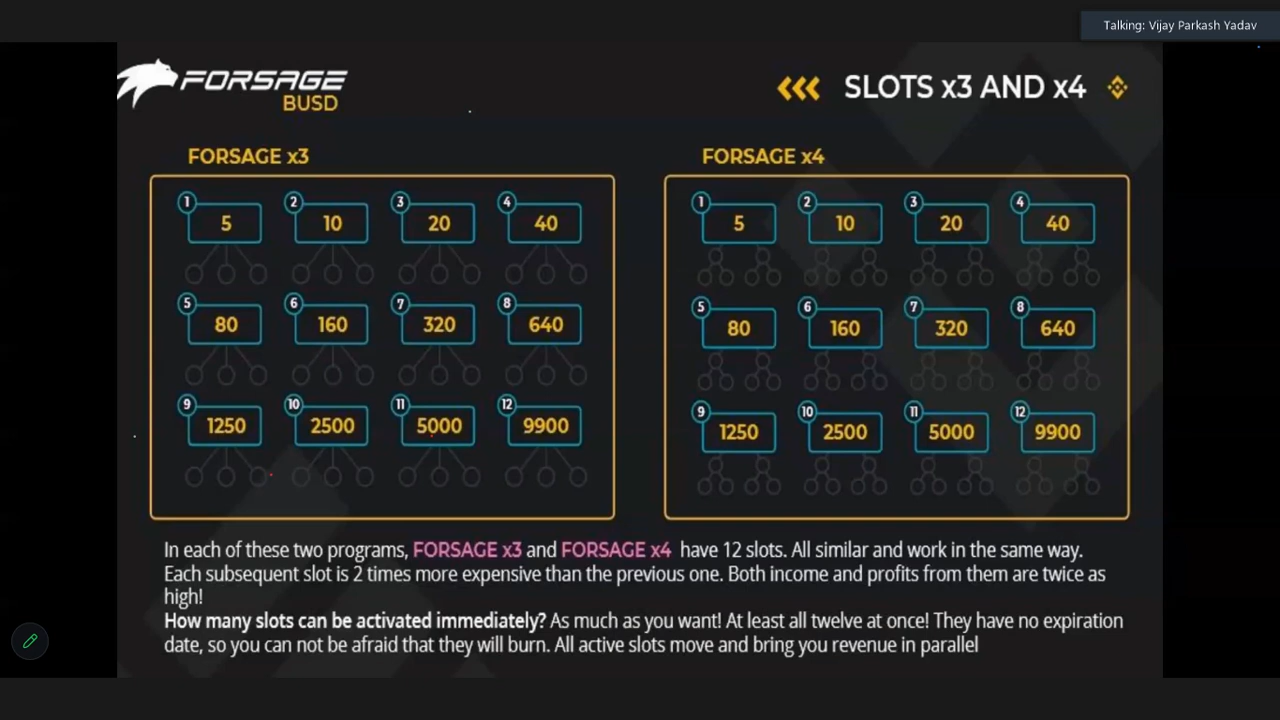 Talking: Vijay Parkash Yadav
FORSAGE
BUSD
SLOTS x3 AND x4
FORSAGE x3
1 2 3 4
5 10 20 40
5 6 7 8
80 160 320 640
9 10 11 12
1250 2500 5000 9900
FORSAGE x4
1 2 3 4
5 10 20 40
5 6 7 8
80 160 320 640
9 10 11 12
1250 2500 5000 9900
In each of these two programs, FORSAGE x3 and FORSAGE x4 have 12 slots. All similar and work in the same way.
Each subsequent slot is 2 times more expensive than the previous one. Both income and profits from them are twice as
high!
How many slots can be activated immediately? As much as you want! At least all twelve at once! They have no expiration
date, so you can not be afraid that they will burn. All active slots move and bring you revenue in parallel